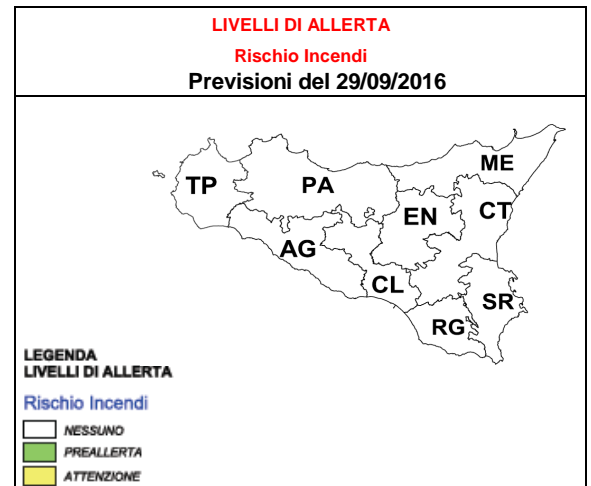 LIVELLI DI ALLERTA
Rischio Incendi
Previsioni del 29/09/2016
ME
TP
PA
EN
CT
AG
CL
SR
RG
LEGENDA
LIVELLI DI ALLERTA
Rischio Incendi
NESSUNO
PREALLERTA
ATTENZIONE